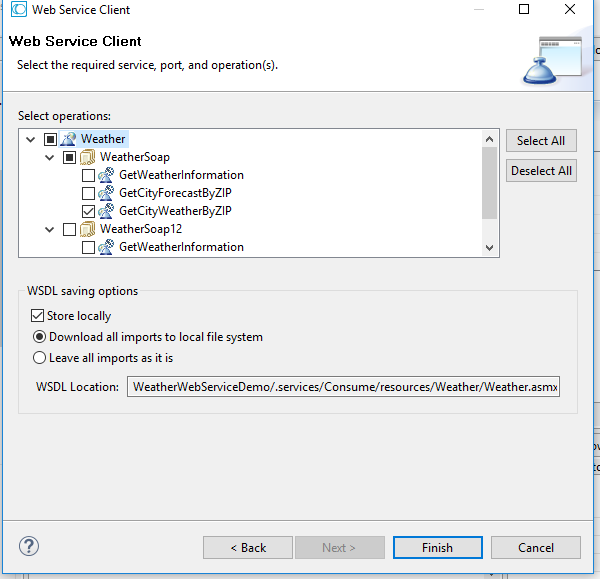 Web Service Client
Web Service Client
Select the required service, port, and operation(s).
Select operations:
Weather
WeatherSoap
GetWeatherInformation
GetCityForecastByZIP
GetCityWeatherByZIP
WeatherSoap12
GetWeatherInformation
Select All
Deselect All
WSDL saving options
Store locally
Download all imports to local file system
Leave all imports as it is
WSDL Location: WeatherWebServiceDemo/.services/Consume/resources/Weather/Weather.asmx
? < Back Next > Finish Cancel